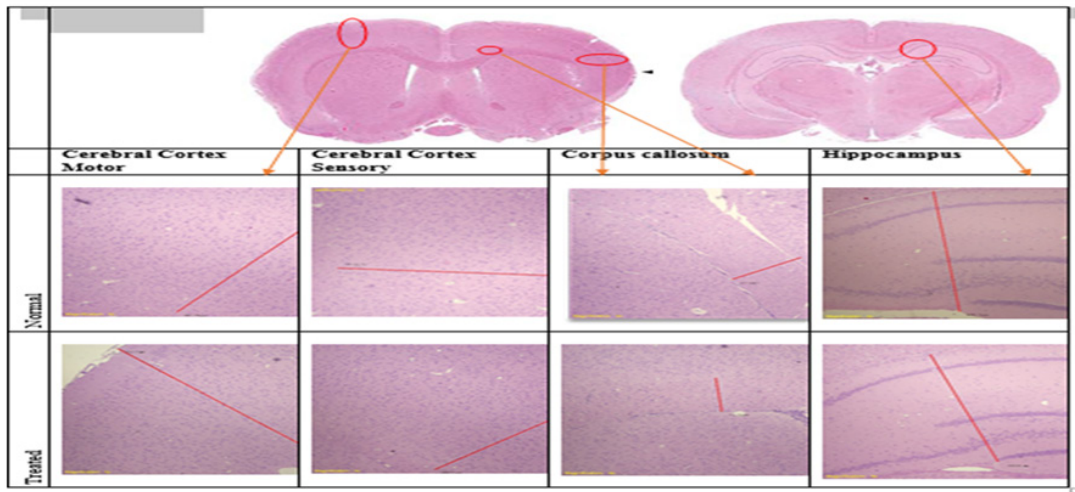 Cerebral Cortex Motor
Cerebral Cortex Sensory
Corpus callosum
Hippocampus
Normal
Treated